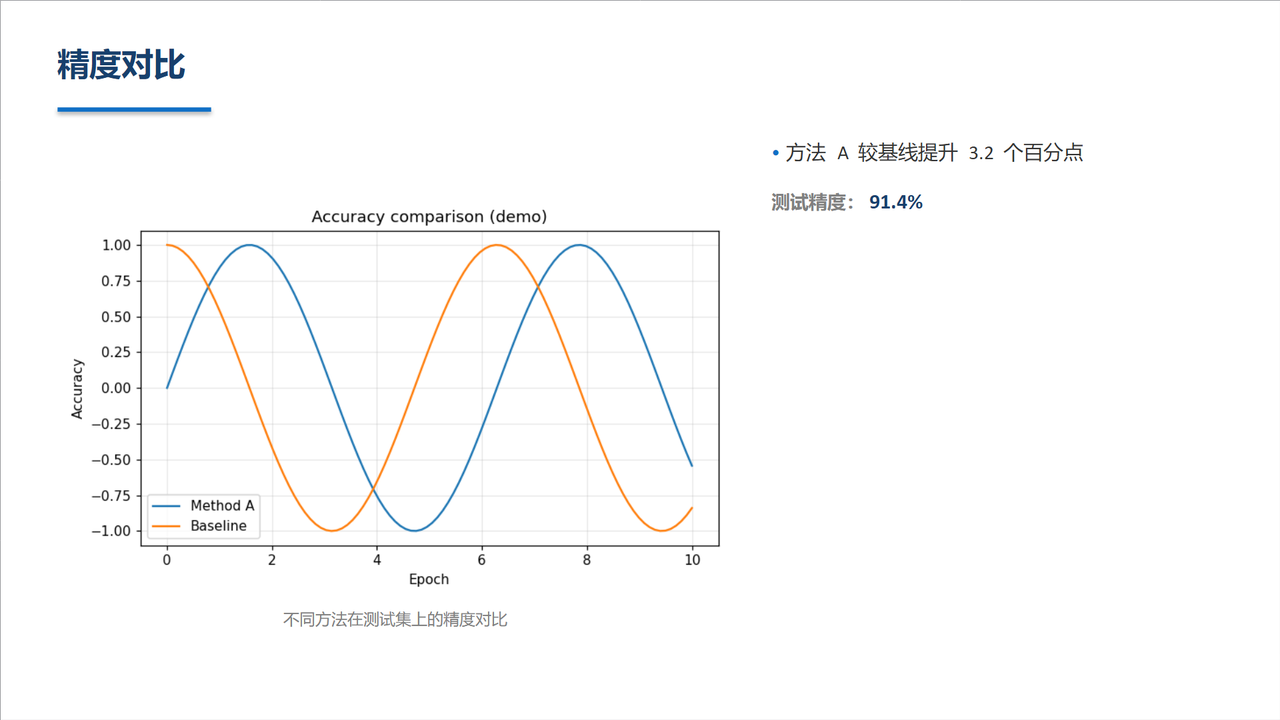 精度对比
• 方法 A 较基线提升 3.2 个百分点
测试精度： 91.4%
Accuracy comparison (demo)
1.00
0.75
0.50
0.25
0.00
−0.25
−0.50
−0.75
−1.00
Accuracy
Method A
Baseline
0 2 4 6 8 10
Epoch
不同方法在测试集上的精度对比